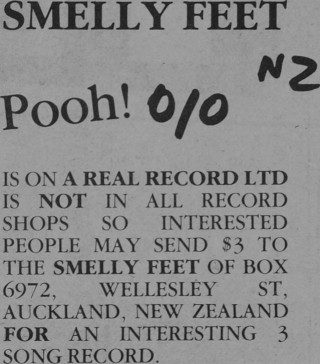 SMELLY FEET
NZ
Pooh! 0/0
IS ON A REAL RECORD LTD
IS NOT IN ALL RECORD
SHOPS SO INTERESTED
PEOPLE MAY SEND $3 TO
THE SMELLY FEET OF BOX
6972, WELLESLEY ST,
AUCKLAND, NEW ZEALAND
FOR AN INTERESTING 3
SONG RECORD.